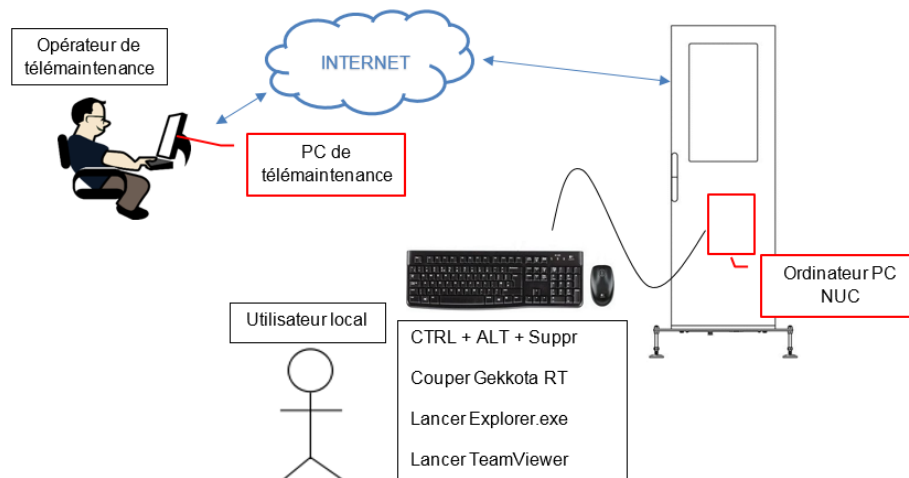 Opérateur de
télémaintenance
INTERNET
PC de
télémaintenance
Ordinateur PC
NUC
Utilisateur local
CTRL + ALT + Suppr
Couper Gekkota RT
Lancer Explorer.exe
Lancer TeamViewer